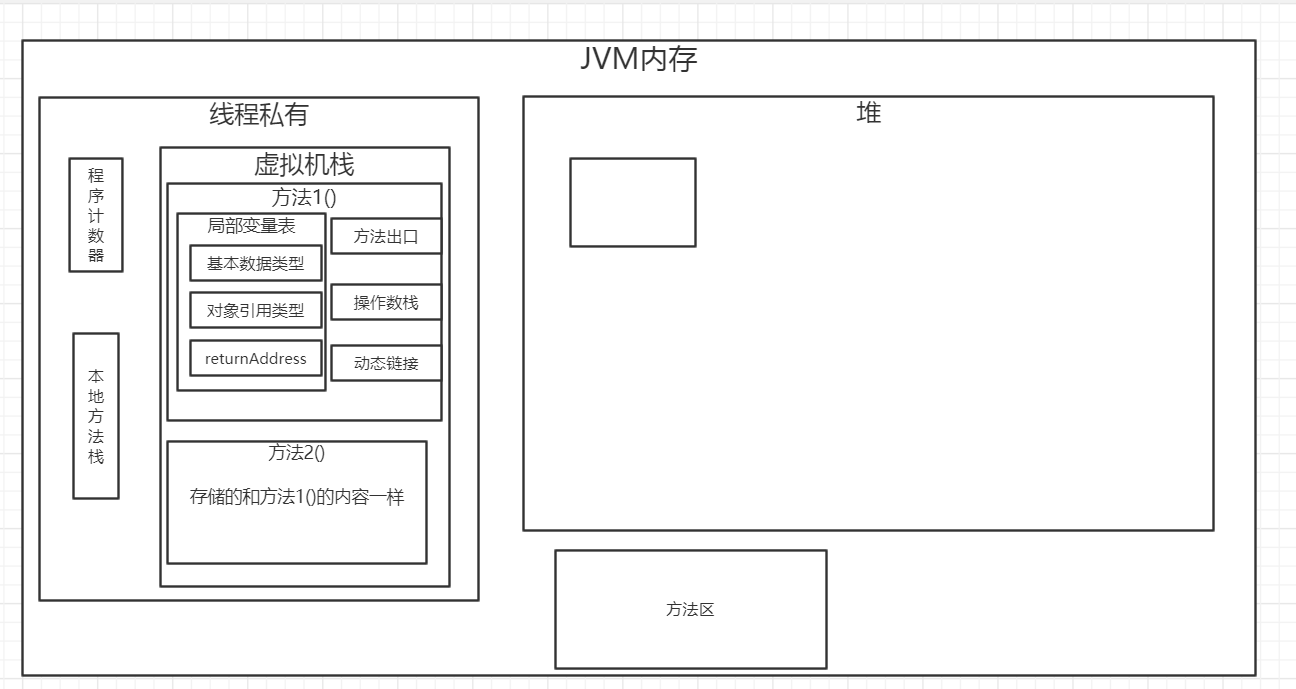 JVM内存
线程私有
程序计数器
本地方法栈
虚拟机栈
方法1()
局部变量表
基本数据类型
对象引用类型
returnAddress
方法出口
操作数栈
动态链接
方法2()
存储的和方法1()的内容一样
堆
方法区